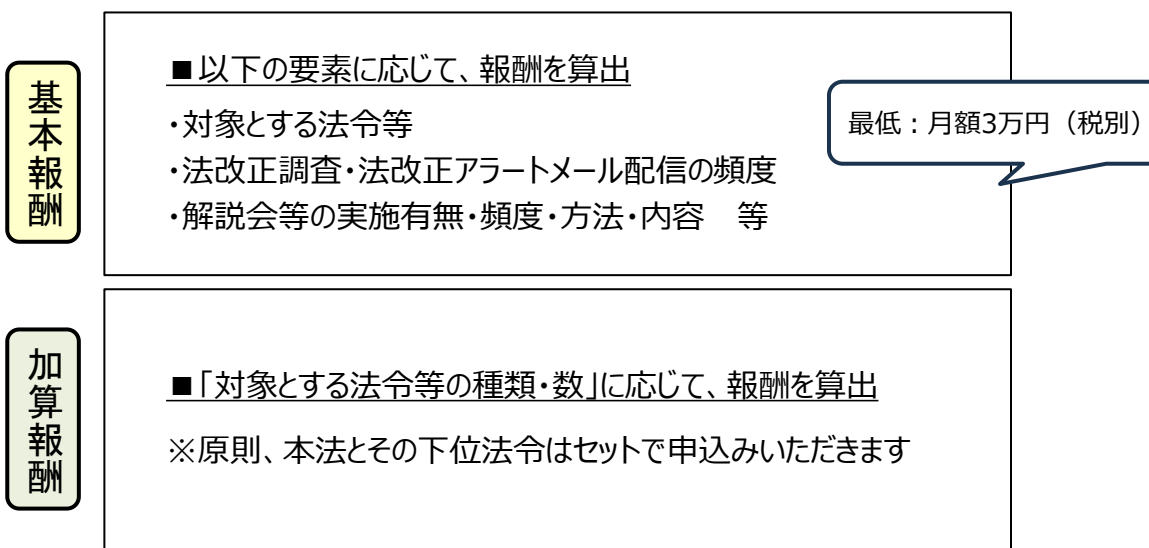 基本報酬
■以下の要素に応じて、報酬を算出
・対象とする法令等
・法改正調査・法改正アラートメール配信の頻度
・解説会等の実施有無・頻度・方法・内容　等
最低：月額3万円（税別）
加算報酬
■「対象とする法令等の種類・数」に応じて、報酬を算出
※原則、本法とその下位法令はセットで申込みいただきます